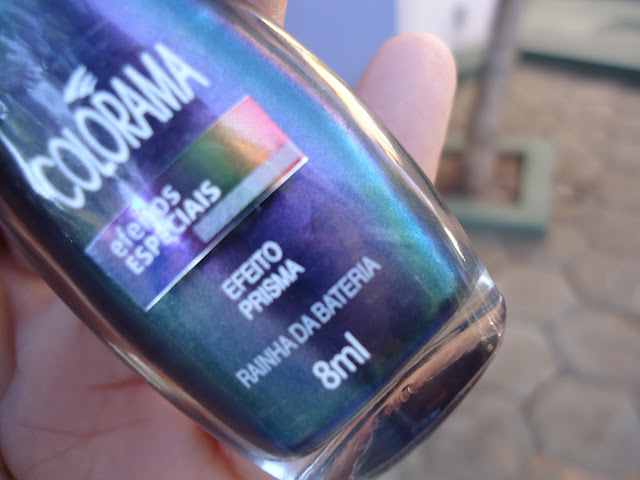 COLORAMA
efeitos
ESPECIAIS
EFEITO
PRISMA
RAINHA DA BATERIA
8ml